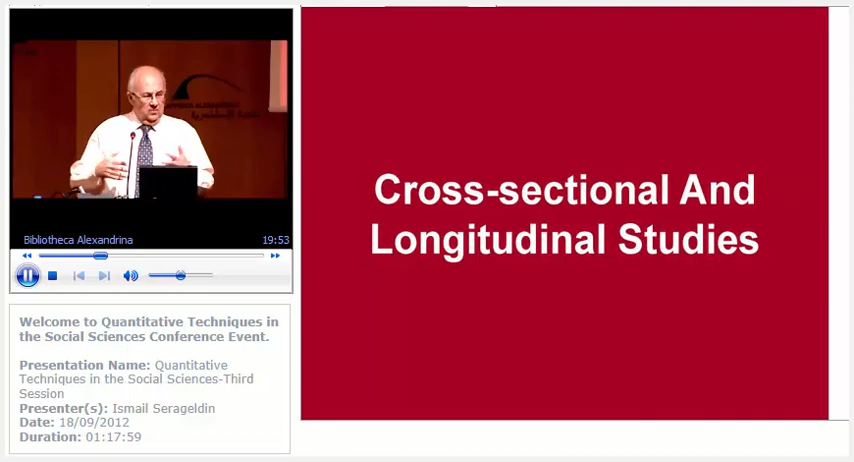 Bibliotheca Alexandrina
19:53
Welcome to Quantitative Techniques in
the Social Sciences Conference Event.
Presentation Name: Quantitative
Techniques in the Social Sciences-Third
Session
Presenter(s): Ismail Serageldin
Date: 18/09/2012
Duration: 01:17:59
Cross-sectional And
Longitudinal Studies